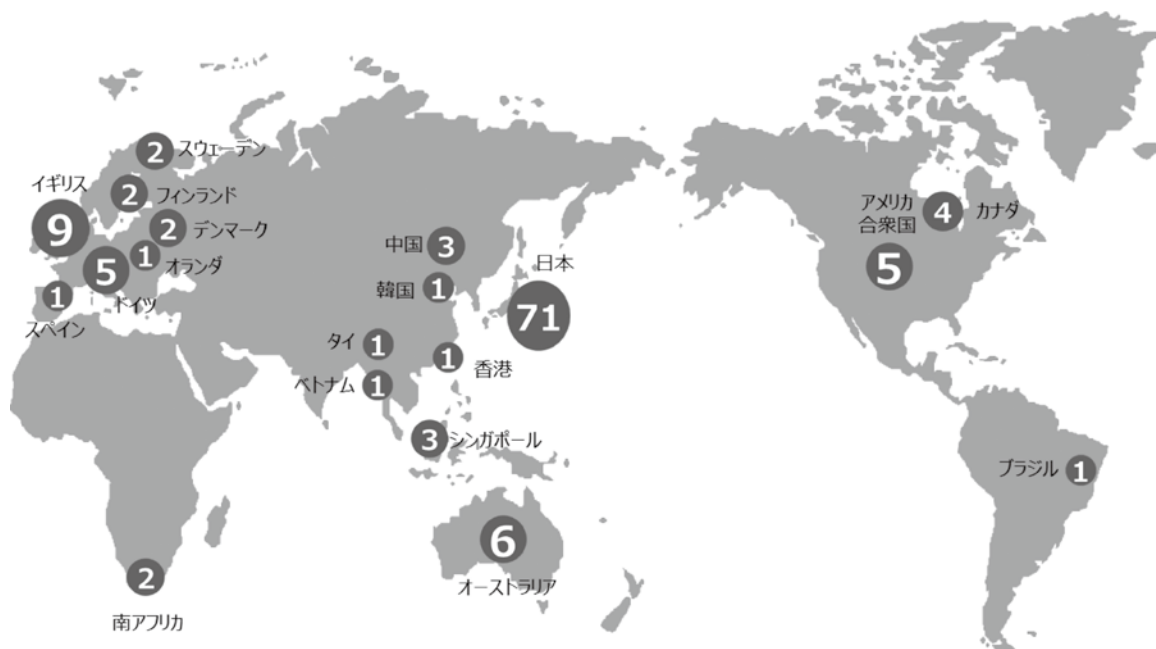 2 スウェーデン
イギリス
2 フィンランド
9
2 デンマーク
1 オランダ
5
ドイツ
1
スペイン
中国 3
韓国 1
日本
71
タイ 1
1 香港
ベトナム 1
3 シンガポール
6
オーストラリア
2
南アフリカ
アメリカ
合衆国
5
4 カナダ
ブラジル 1